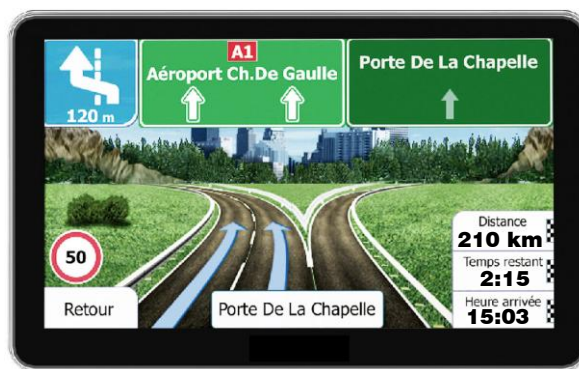 A1
Aéroport Ch.De Gaulle
Porte De La Chapelle
120 m
50
Distance
210 km
Temps restant
2:15
Retour
Porte De La Chapelle
Heure arrivée
15:03